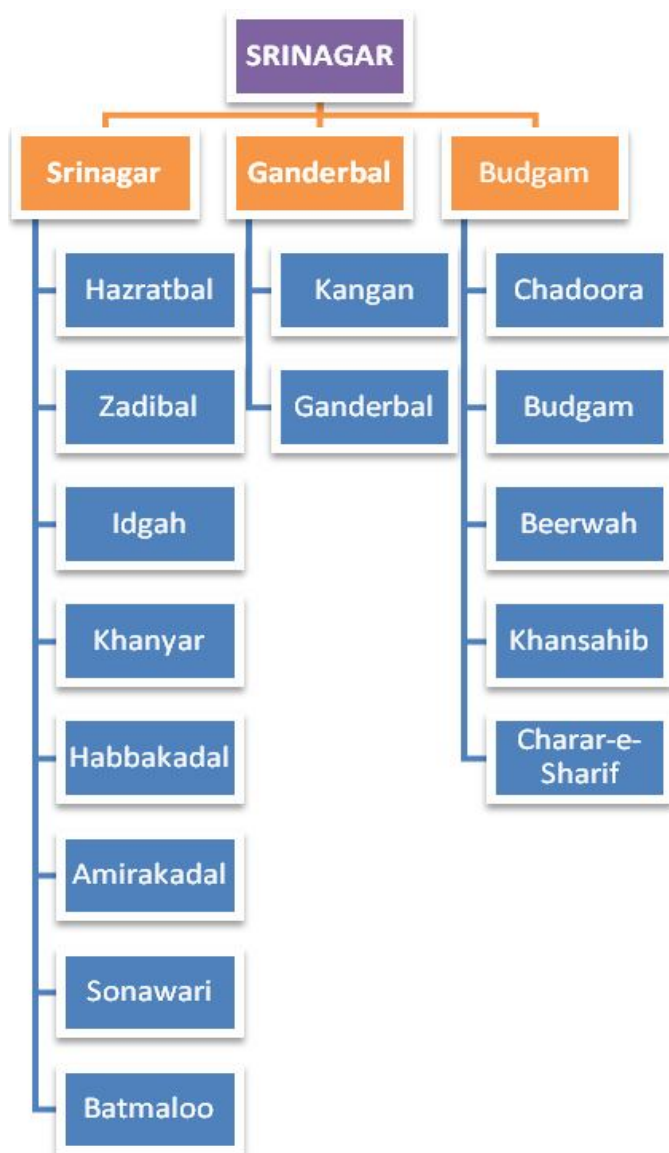 SRINAGAR
Srinagar
Ganderbal
Budgam
Hazratbal
Kangan
Chadoora
Zadibal
Ganderbal
Budgam
Idgah
Beerwah
Khanyar
Khansahib
Habbakadal
Charar-e-
Sharif
Amirakadal
Sonawari
Batmaloo